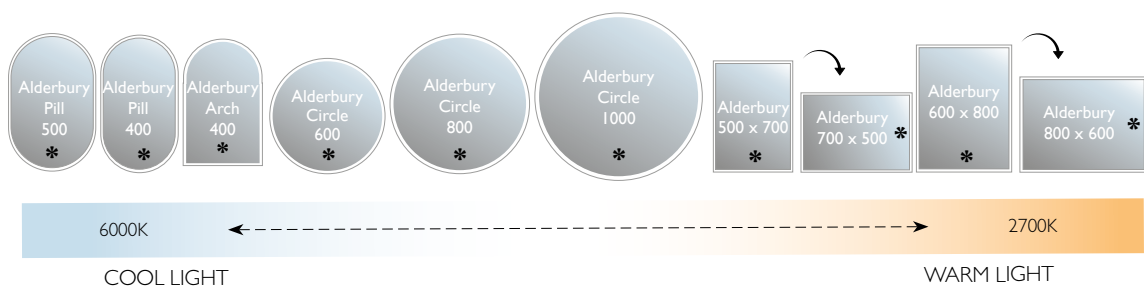 Alderbury
Pill
500
*
Alderbury
Pill
400
*
Alderbury
Arch
400
*
Alderbury
Circle
600
*
Alderbury
Circle
800
*
Alderbury
Circle
1000
*
Alderbury
500 x 700
*
Alderbury
700 x 500
*
Alderbury
600 x 800
*
Alderbury
800 x 600
*
6000K
2700K
COOL LIGHT
WARM LIGHT